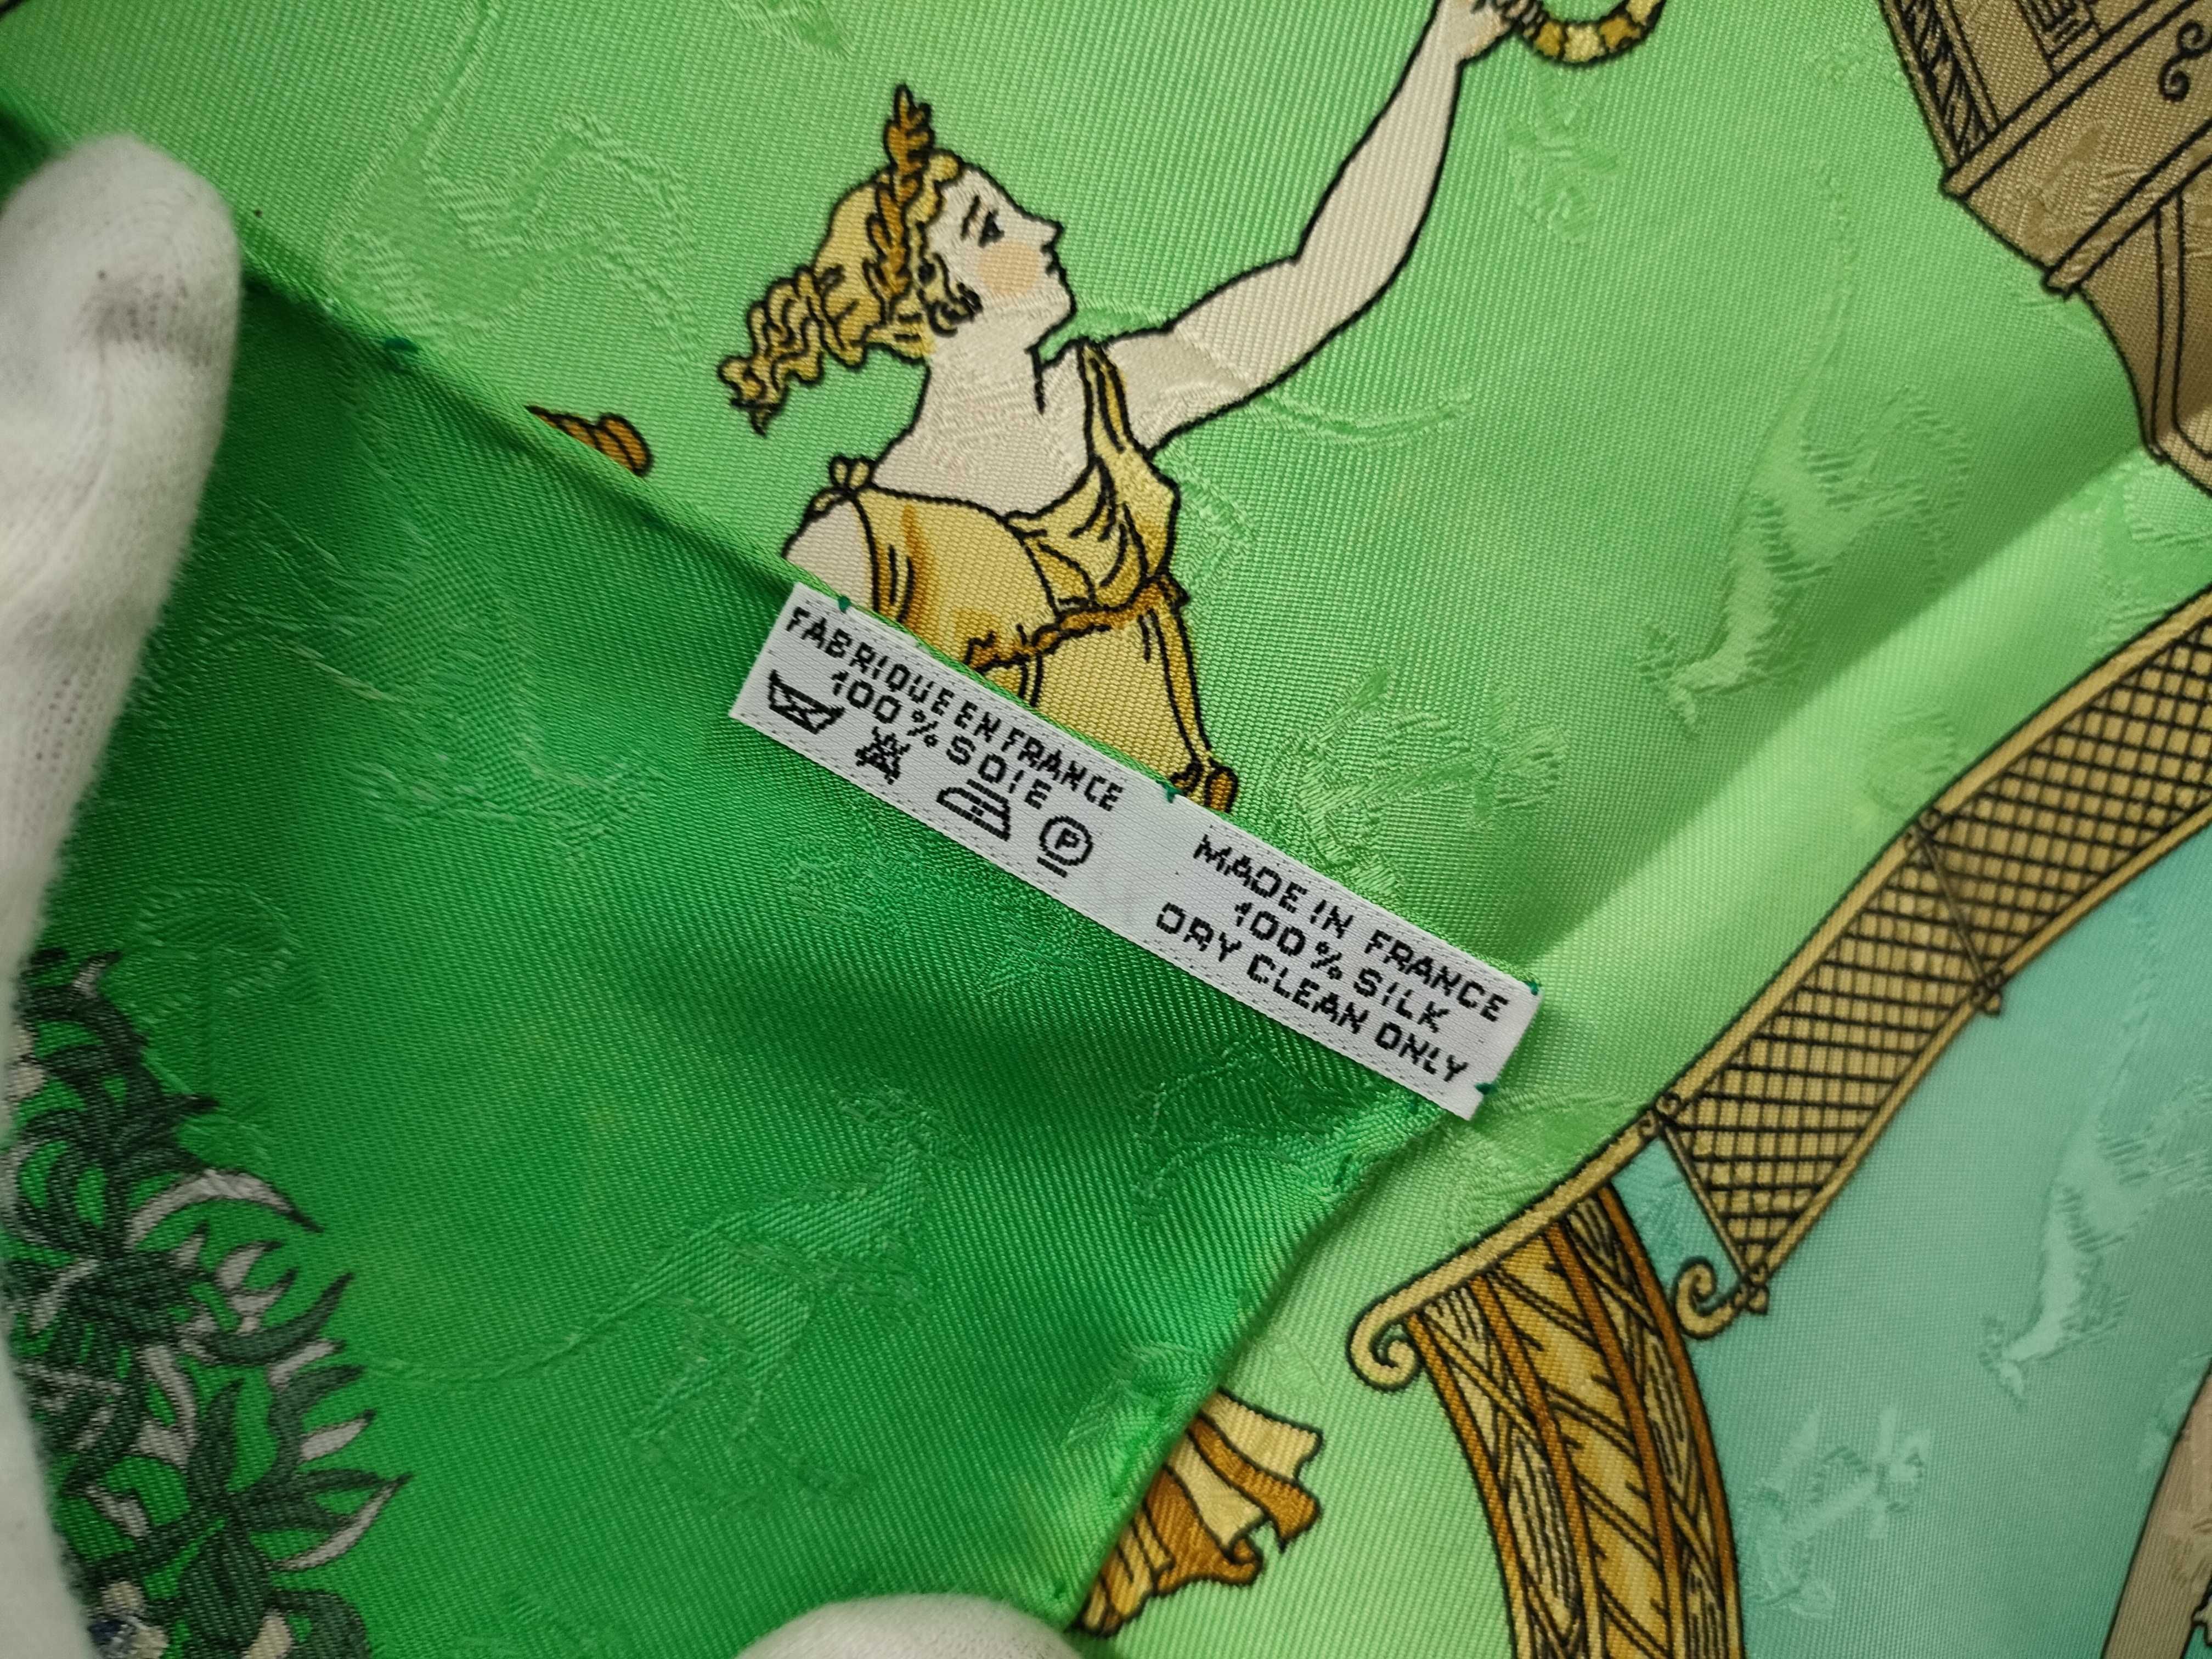 FABRIQUE EN FRANCE
100% SOIE
P
MADE IN FRANCE
100% SILK
DRY CLEAN ONLY